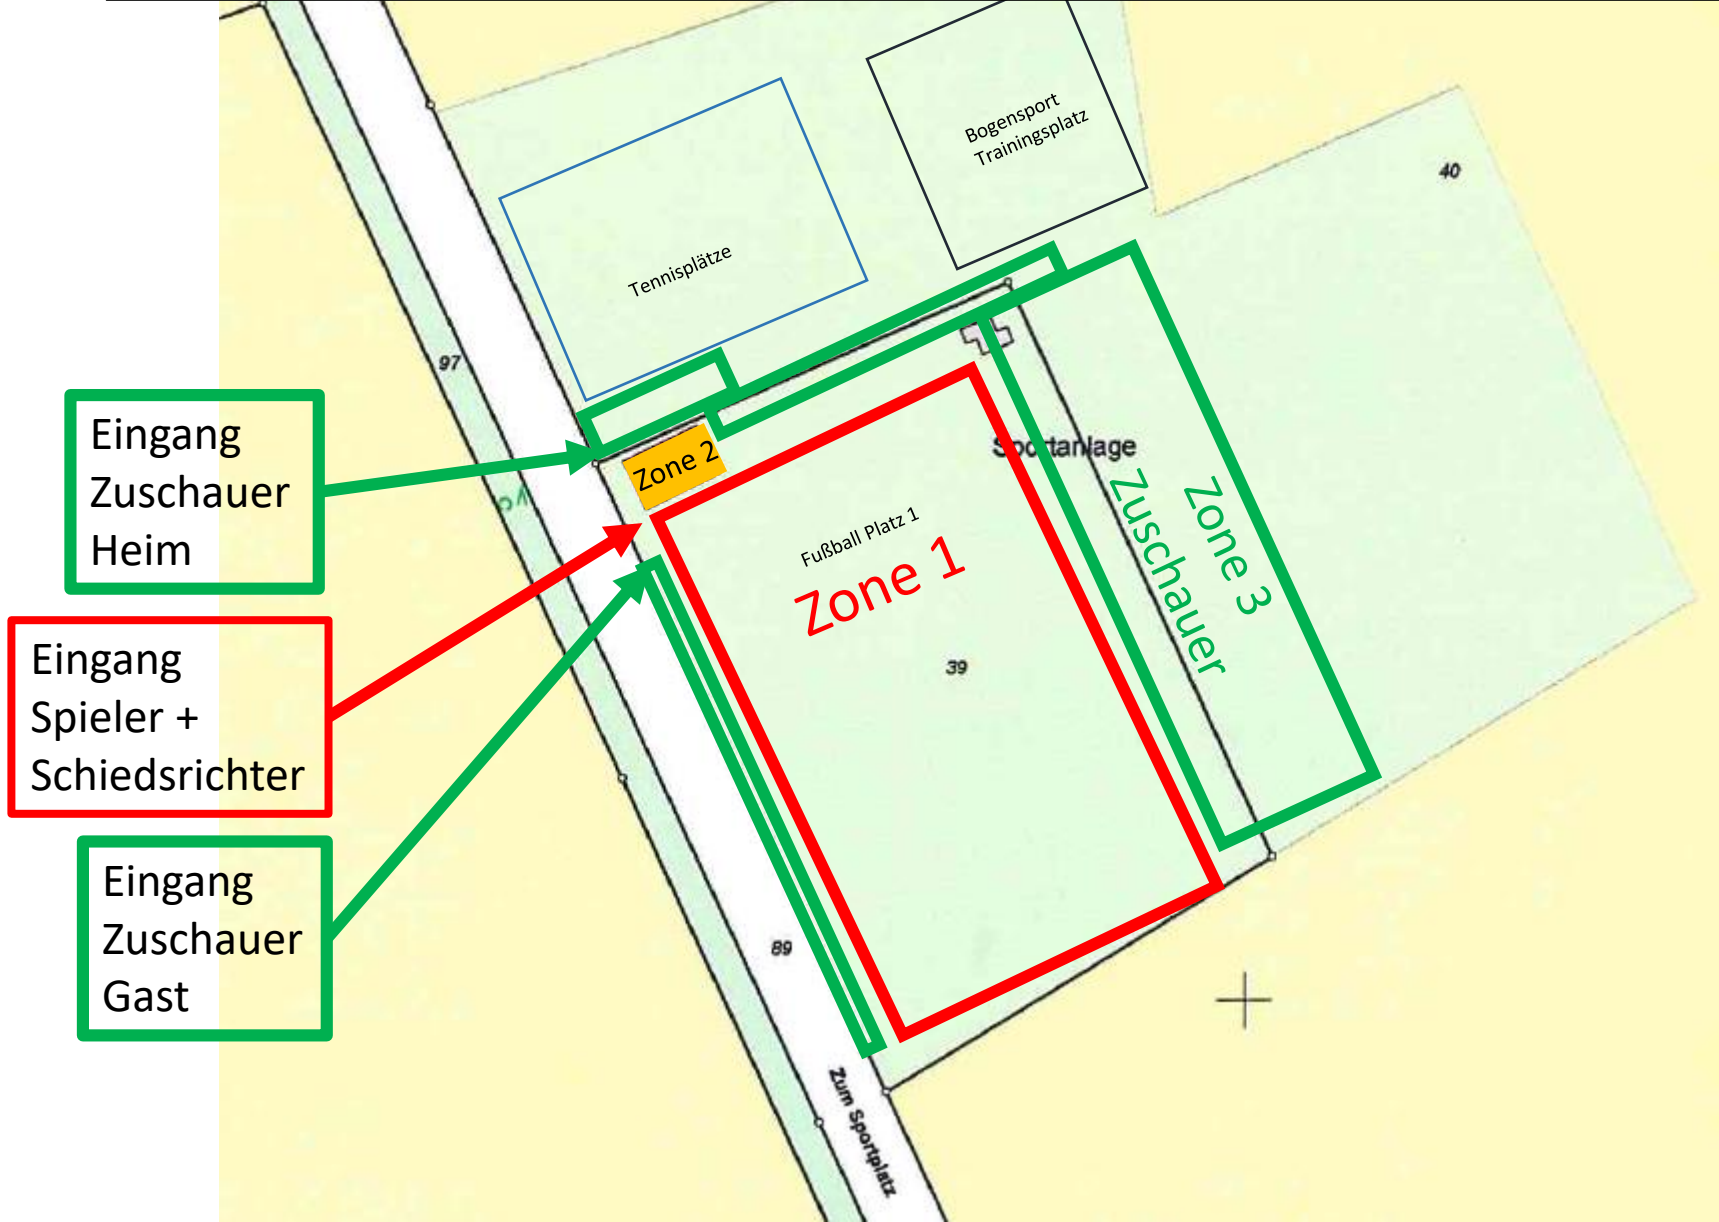 Bogensport
Trainingsplatz
40
Tennisplätze
97
Eingang
Zuschauer
Heim
Zone 2
Sportanlage
Zone 3
Zuschauer
Fußball Platz 1
Zone 1
39
Eingang
Spieler +
Schiedsrichter
Eingang
Zuschauer
Gast
89
Zum Sportplatz